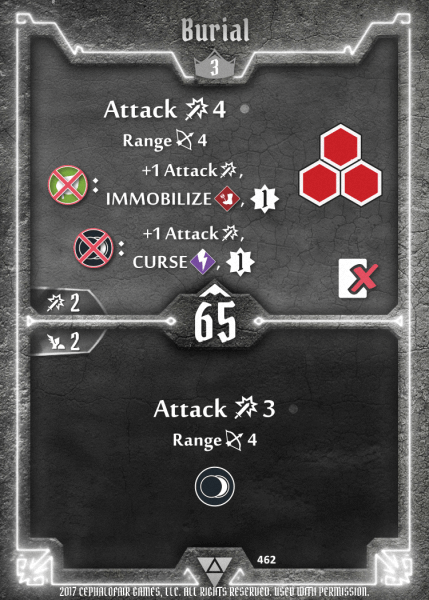 Burial
3
Attack 4
Range 4
: +1 Attack,
IMMOBILIZE, 1
: +1 Attack,
CURSE, 1
2
65
2
Attack 3
Range 4
462
2017 CEPHALOFAIR GAMES, LLC. ALL RIGHTS RESERVED. USED WITH PERMISSION.